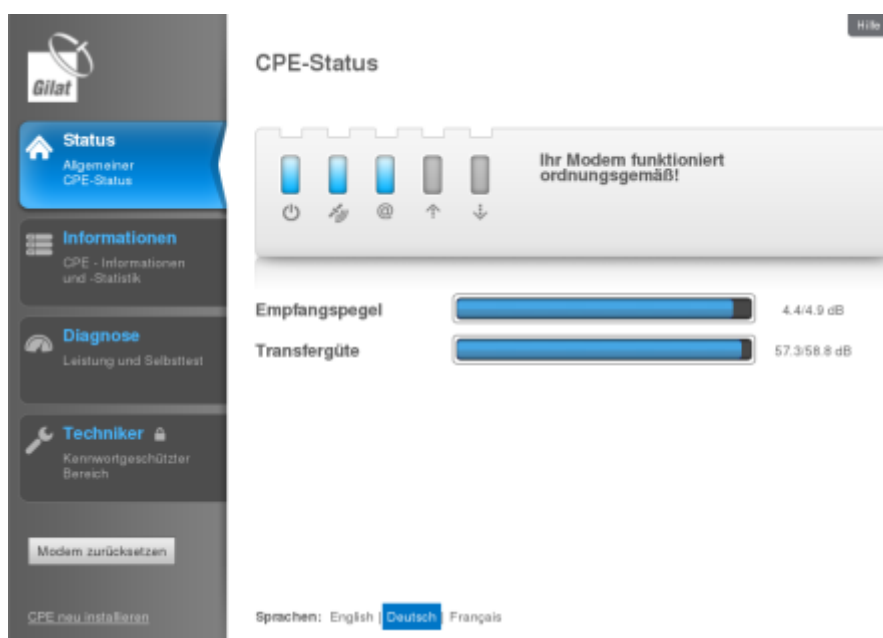 Hilfe
Gilat
CPE-Status
Status
Allgemeiner
CPE-Status
Ihr Modem funktioniert
ordnungsgemäß!
@
Informationen
CPE - Informationen
und -Statistik
Empfangspegel
4.4/4.9 dB
Diagnose
Leistung und Selbsttest
Transfergüte
57.3/58.8 dB
Techniker
Kennwortgeschützter
Bereich
Modem zurücksetzen
CPE neu installieren
Sprachen: English | Deutsch | Français